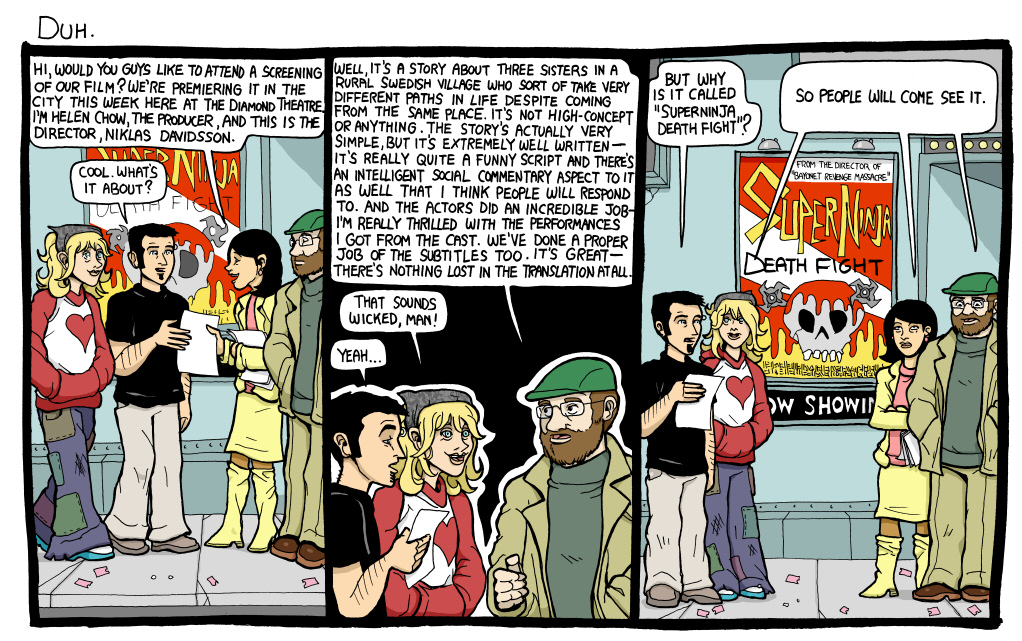 DUH.
HI, WOULD YOU GUYS LIKE TO ATTEND A SCREENING
OF OUR FILM? WE'RE PREMIERING IT IN THE
CITY THIS WEEK HERE AT THE DIAMOND THEATRE.
I'M HELEN CHOW, THE PRODUCER, AND THIS IS THE
DIRECTOR, NIKLAS DAVIDSSON.
COOL. WHAT'S
IT ABOUT?
SUPER NINJA
DEATH FIGHT
WELL, IT'S A STORY ABOUT THREE SISTERS IN A
RURAL SWEDISH VILLAGE WHO SORT OF TAKE VERY
DIFFERENT PATHS IN LIFE DESPITE COMING
FROM THE SAME PLACE. IT'S NOT HIGH-CONCEPT
OR ANYTHING. THE STORY'S ACTUALLY VERY
SIMPLE, BUT IT'S EXTREMELY WELL WRITTEN—
IT'S REALLY QUITE A FUNNY SCRIPT AND THERE'S
AN INTELLIGENT SOCIAL COMMENTARY ASPECT TO IT
AS WELL THAT I THINK PEOPLE WILL RESPOND
TO. AND THE ACTORS DID AN INCREDIBLE JOB—
I'M REALLY THRILLED WITH THE PERFORMANCES
I GOT FROM THE CAST. WE'VE DONE A PROPER
JOB OF THE SUBTITLES TOO. IT'S GREAT—
THERE'S NOTHING LOST IN THE TRANSLATION AT ALL.
THAT SOUNDS
WICKED, MAN!
YEAH...
BUT WHY
IS IT CALLED
"SUPERNINJA
DEATH FIGHT"?
SO PEOPLE WILL COME SEE IT.
FROM THE DIRECTOR OF
"BAYONET REVENGE MASSACRE"
SUPER NINJA
DEATH FIGHT
OW SHOWIN